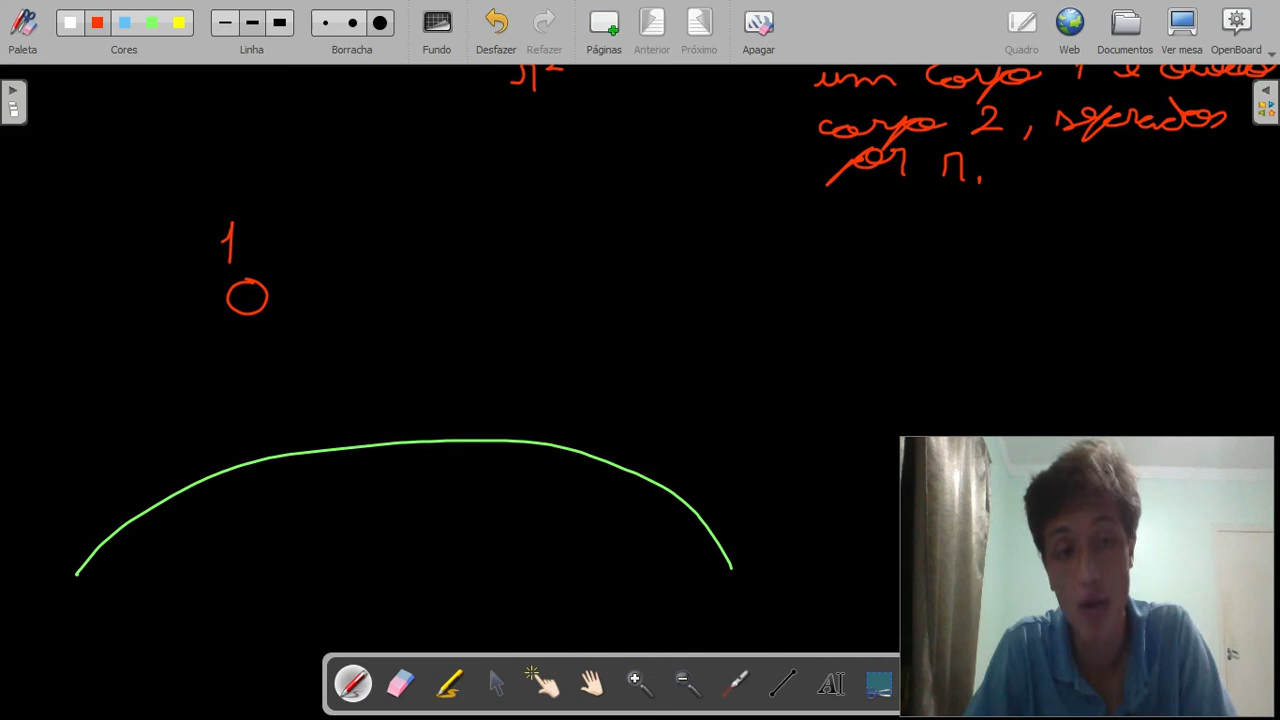 Paleta
Cores
Linha
Borracha
Fundo
Desfazer
Refazer
Páginas
Anterior
Próximo
Apagar
Quadro
Web
Documentos
Ver mesa
OpenBoard
um corpo 1 e
corpo 2, separados
por r.
1
AI